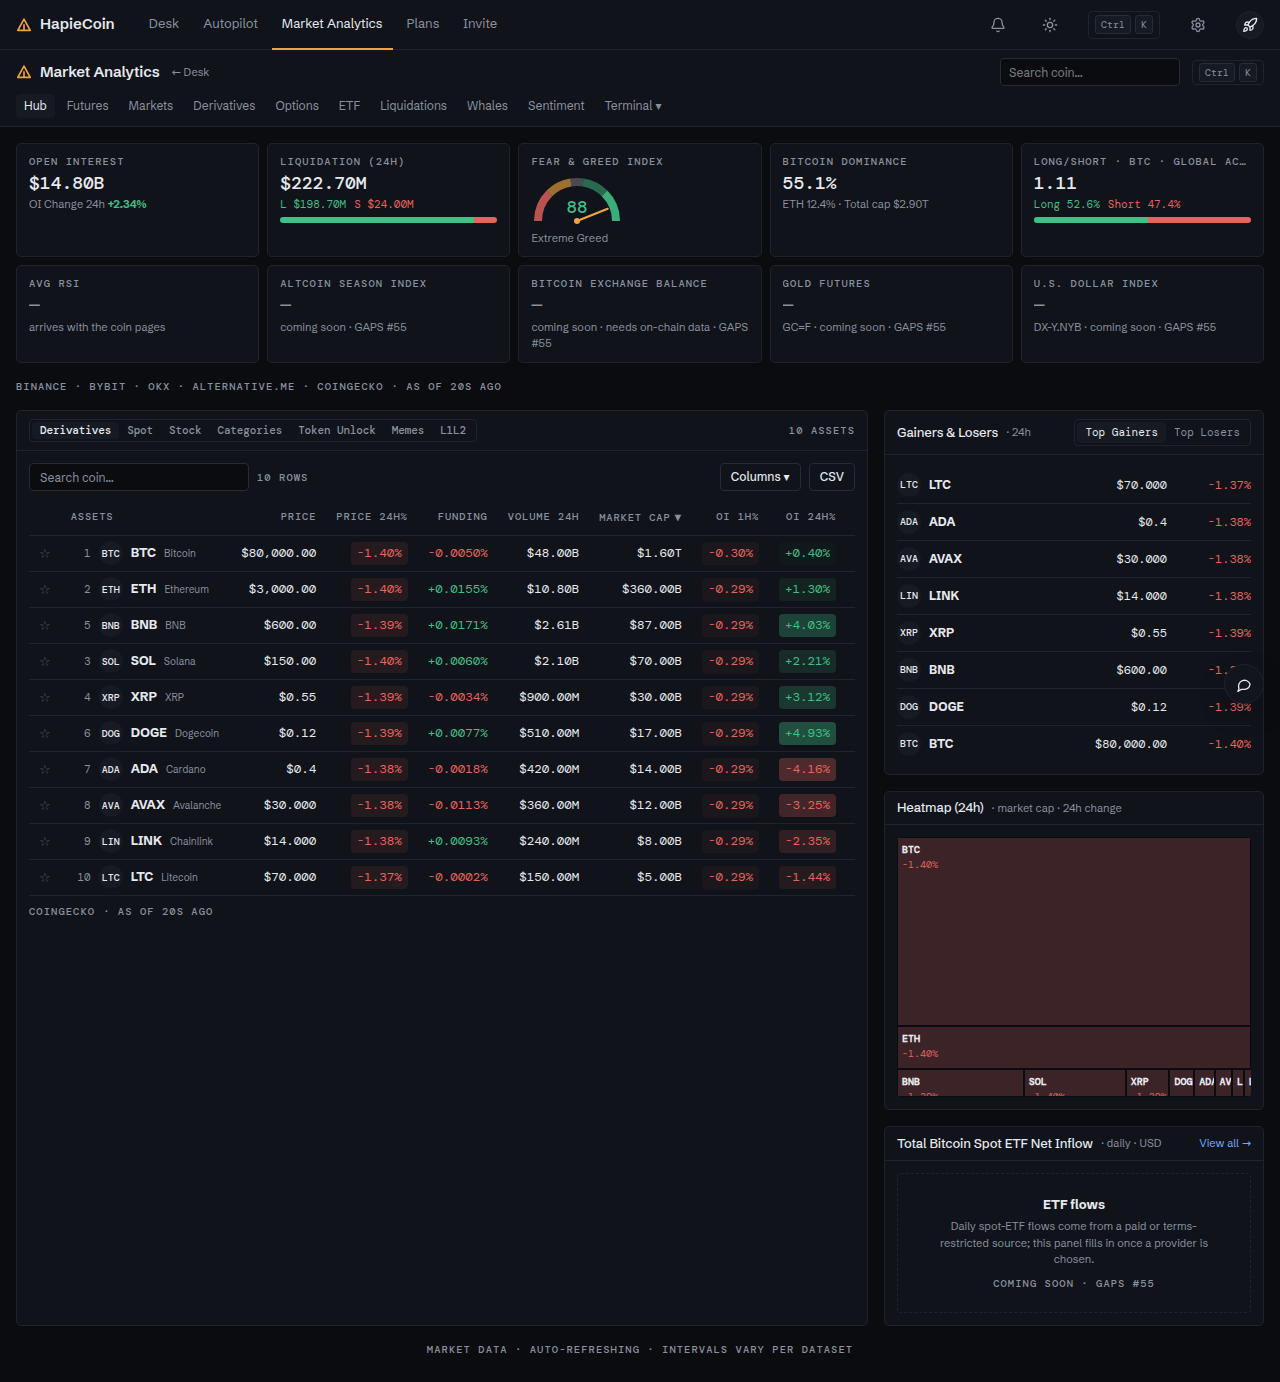 HapieCoin Desk Autopilot Market Analytics Plans Invite Ctrl K
Market Analytics ← Desk Search coin... Ctrl K
Hub Futures Markets Derivatives Options ETF Liquidations Whales Sentiment Terminal ▾
OPEN INTEREST
$14.80B
OI Change 24h +2.34%
LIQUIDATION (24H)
$222.70M
L $198.70M S $24.00M
FEAR & GREED INDEX
88
Extreme Greed
BITCOIN DOMINANCE
55.1%
ETH 12.4% · Total cap $2.90T
LONG/SHORT · BTC · GLOBAL AC…
1.11
Long 52.6% Short 47.4%
AVG RSI
—
arrives with the coin pages
ALTCOIN SEASON INDEX
—
coming soon · GAPS #55
BITCOIN EXCHANGE BALANCE
—
coming soon · needs on-chain data · GAPS
#55
GOLD FUTURES
—
GC=F · coming soon · GAPS #55
U.S. DOLLAR INDEX
—
DX-Y.NYB · coming soon · GAPS #55
BINANCE · BYBIT · OKX · ALTERNATIVE.ME · COINGECKO · AS OF 20S AGO
Derivatives Spot Stock Categories Token Unlock Memes L1L2 10 ASSETS
Search coin... 10 ROWS Columns ▾ CSV
ASSETS PRICE PRICE 24H% FUNDING VOLUME 24H MARKET CAP ▼ OI 1H% OI 24H%
☆ 1 BTC BTC Bitcoin $80,000.00 -1.40% -0.0050% $48.00B $1.60T -0.30% +0.40%
☆ 2 ETH ETH Ethereum $3,000.00 -1.40% +0.0155% $10.80B $360.00B -0.29% +1.30%
☆ 5 BNB BNB BNB $600.00 -1.39% +0.0171% $2.61B $87.00B -0.29% +4.03%
☆ 3 SOL SOL Solana $150.00 -1.40% +0.0060% $2.10B $70.00B -0.29% +2.21%
☆ 4 XRP XRP XRP $0.55 -1.39% -0.0034% $900.00M $30.00B -0.29% +3.12%
☆ 6 DOG DOGE Dogecoin $0.12 -1.39% +0.0077% $510.00M $17.00B -0.29% +4.93%
☆ 7 ADA ADA Cardano $0.4 -1.38% -0.0018% $420.00M $14.00B -0.29% -4.16%
☆ 8 AVA AVAX Avalanche $30.000 -1.38% -0.0113% $360.00M $12.00B -0.29% -3.25%
☆ 9 LIN LINK Chainlink $14.000 -1.38% +0.0093% $240.00M $8.00B -0.29% -2.35%
☆ 10 LTC LTC Litecoin $70.000 -1.37% -0.0002% $150.00M $5.00B -0.29% -1.44%
COINGECKO · AS OF 20S AGO
Gainers & Losers · 24h Top Gainers Top Losers
LTC LTC $70.000 -1.37%
ADA ADA $0.4 -1.38%
AVA AVAX $30.000 -1.38%
LIN LINK $14.000 -1.38%
XRP XRP $0.55 -1.39%
BNB BNB $600.00
DOG DOGE $0.12 -1.39%
BTC BTC $80,000.00 -1.40%
Heatmap (24h) · market cap · 24h change
BTC
-1.40%
ETH
-1.40%
BNB SOL XRP DOG ADA AV L
Total Bitcoin Spot ETF Net Inflow · daily · USD View all →
ETF flows
Daily spot-ETF flows come from a paid or terms-
restricted source; this panel fills in once a provider is
chosen.
COMING SOON · GAPS #55
MARKET DATA · AUTO-REFRESHING · INTERVALS VARY PER DATASET